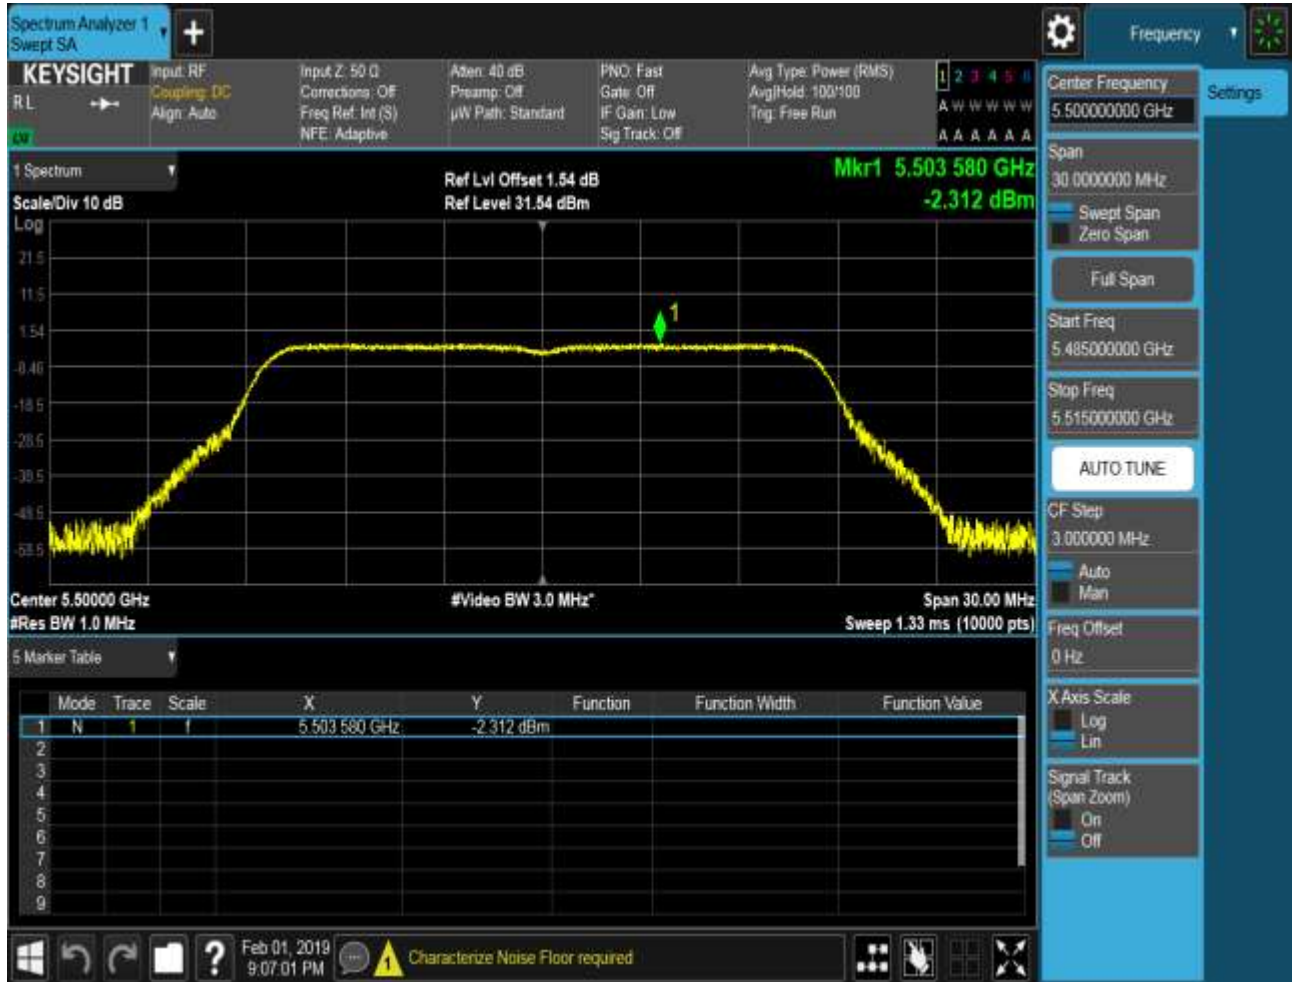 Spectrum Analyzer 1
Swept SA
+
Frequency
KEYSIGHT
RL
Input: RF
Coupling: DC
Align: Auto
Input Z: 50 Ω
Corrections: Off
Freq Ref: Int (S)
NFE: Adaptive
Atten: 40 dB
Preamp: Off
µW Path: Standard
PNO: Fast
Gate: Off
IF Gain: Low
Sig Track: Off
Avg Type: Power (RMS)
Avg|Hold: 100/100
Trig: Free Run
1 2 3 4 5 6
A W W W W W
A A A A A A
1 Spectrum
Scale/Div 10 dB
Log
Ref Lvl Offset 1.54 dB
Ref Level 31.54 dBm
Mkr1 5.503 580 GHz
-2.312 dBm
21.5
11.5
1.54
-8.46
-18.5
-28.5
-38.5
-48.5
-58.5
1
Center 5.50000 GHz
#Res BW 1.0 MHz
#Video BW 3.0 MHz*
Span 30.00 MHz
Sweep 1.33 ms (10000 pts)
5 Marker Table
Mode Trace Scale X Y Function Function Width Function Value
1 N 1 f 5.503 580 GHz -2.312 dBm
2
3
4
5
6
7
8
9
Feb 01, 2019
9:07:01 PM
?
1
Characterize Noise Floor required
Center Frequency
5.500000000 GHz
Settings
Span
30.0000000 MHz
Swept Span
Zero Span
Full Span
Start Freq
5.485000000 GHz
Stop Freq
5.515000000 GHz
AUTO TUNE
CF Step
3.000000 MHz
Auto
Man
Freq Offset
0 Hz
X Axis Scale
Log
Lin
Signal Track
(Span Zoom)
On
Off